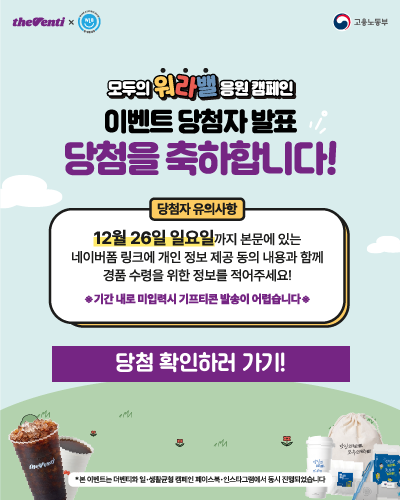 theVenti × 고용노동부
모두의 워라밸 응원 캠페인
이벤트 당첨자 발표
당첨을 축하합니다!
당첨자 유의사항
12월 26일 일요일까지 본문에 있는
네이버폼 링크에 개인 정보 제공 동의 내용과 함께
경품 수령을 위한 정보를 적어주세요!
※기간 내로 미입력시 기프티콘 발송이 어렵습니다※
당첨 확인하러 가기!
theVenti
*본 이벤트는 더벤티와 일·생활균형 캠페인 페이스북·인스타그램에서 동시 진행되었습니다